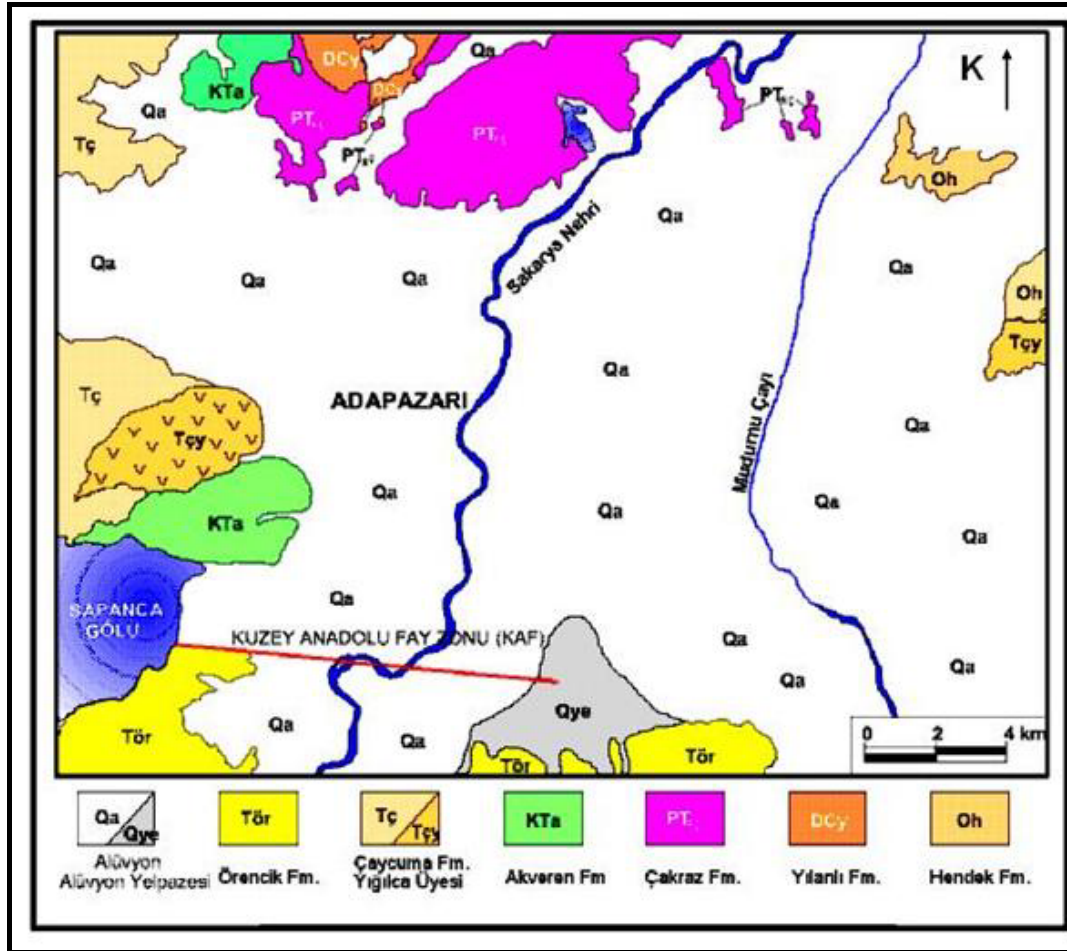 DCy
Qa
K
KTa
DCy
Qa
PT
PT
PT
Tç
PT
Oh
Qa
Sakarya Nehri
Qa
Qa
Qa
Qa
Oh
Tçy
Qa
Tç
ADAPAZARI
Qa
Tçy
Mudurnu Çayı
Qa
Qa
Qa
KTa
Qa
SAPANCA
GÖLU
Qa
KUZEY ANADOLU FAY ZONU (KAF)
Qa
Qa
Qa
Qye
Tör
Qa
Qa
Tör
Tör
0 2 4 km
Qa
Qye
Tör
Tç
Tçy
KTa
PT
DCy
Oh
Alüvyon
Alüvyon Yelpazesi
Örencik Fm.
Çaycuma Fm.
Yığılca Üyesi
Akveren Fm
Çakraz Fm.
Yılanlı Fm.
Hendek Fm.